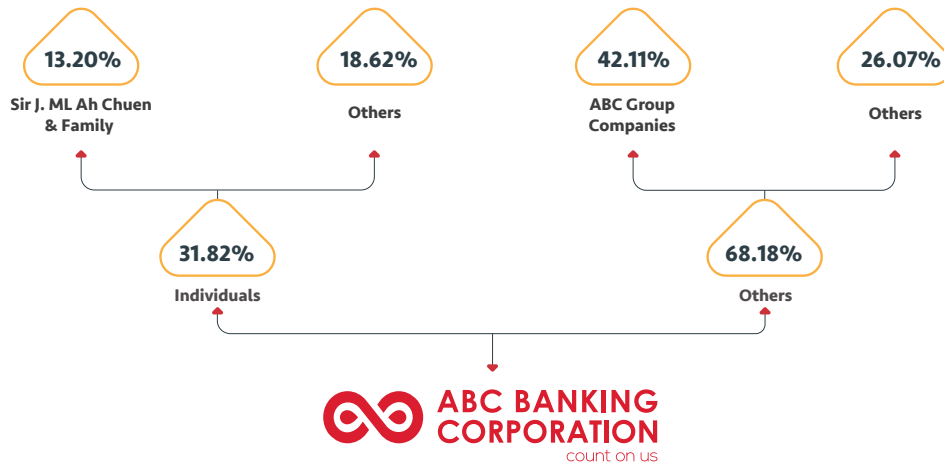 13.20%
18.62%
42.11%
26.07%
Sir J. ML Ah Chuen
& Family
Others
ABC Group
Companies
Others
31.82%
68.18%
Individuals
Others
ABC BANKING
CORPORATION
count on us